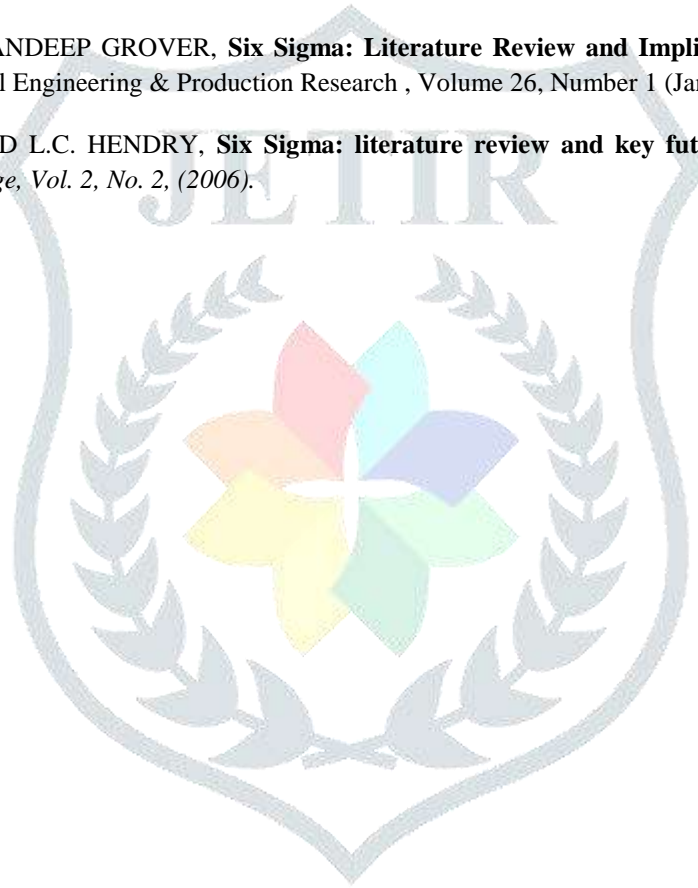 ANDEEP GROVER, Six Sigma: Literature Review and Impli
l Engineering & Production Research , Volume 26, Number 1 (Jar
D L.C. HENDRY, Six Sigma: literature review and key fut
ge, Vol. 2, No. 2, (2006).
JETIR